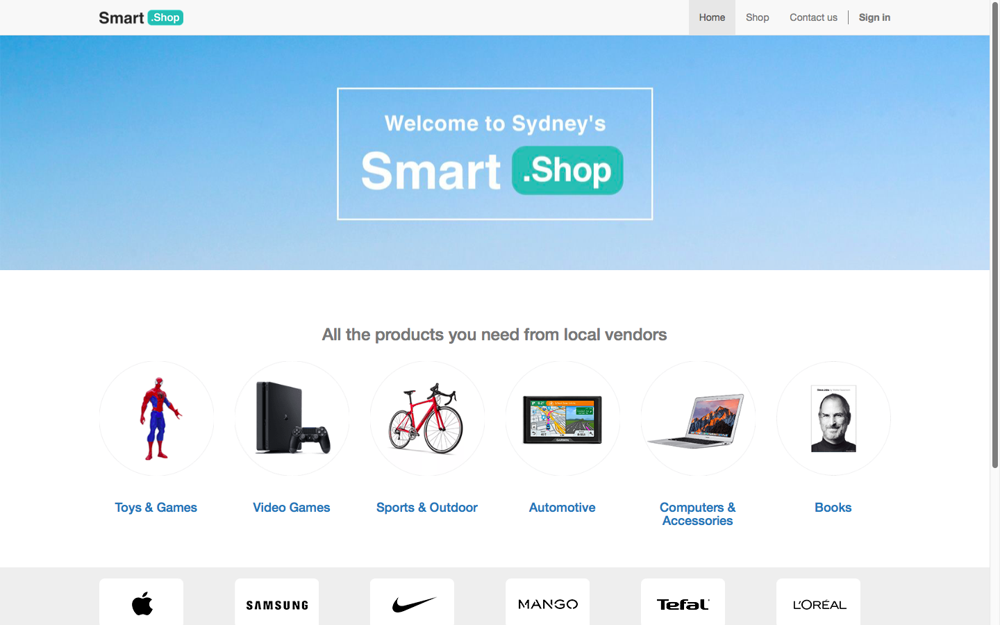 Smart .Shop
Home
Shop
Contact us
Sign in
Welcome to Sydney's
Smart .Shop
All the products you need from local vendors
Toys & Games
Video Games
Sports & Outdoor
Automotive
Computers &
Accessories
Books
SAMSUNG
MANGO
Tefal
L'ORÉAL